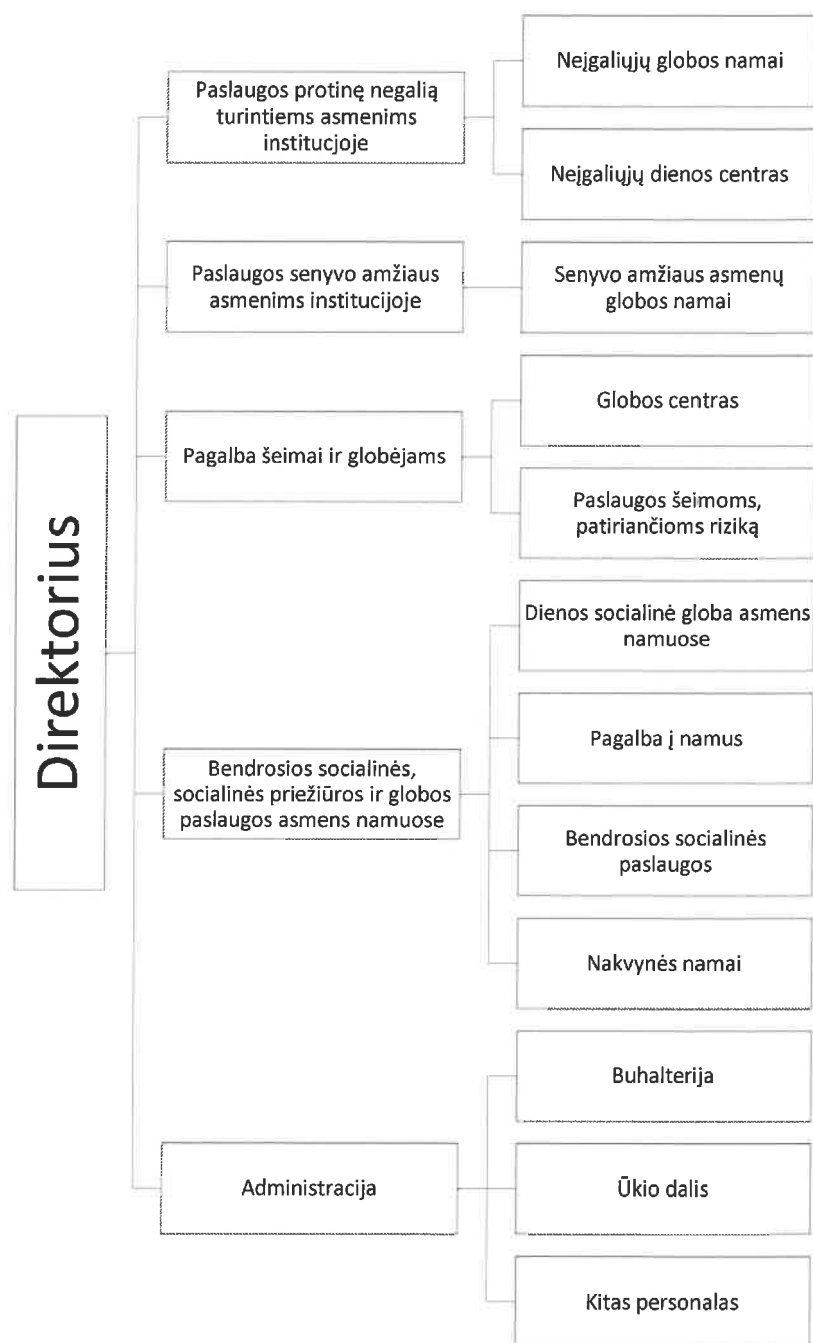 Direktorius
Paslaugos protinę negalią
turintiems asmenims
institucjoje
Neįgaliųjų globos namai
Neįgaliųjų dienos centras
Paslaugos senyvo amžiaus
asmenims institucijoje
Senyvo amžiaus asmenų
globos namai
Pagalba šeimai ir globėjams
Globos centras
Paslaugos šeimoms,
patiriančioms riziką
Bendrosios socialinės,
socialinės priežiūros ir globos
paslaugos asmens namuose
Dienos socialinė globa asmens
namuose
Pagalba į namus
Bendrosios socialinės
paslaugos
Nakvynės namai
Administracija
Buhalterija
Ūkio dalis
Kitas personalas